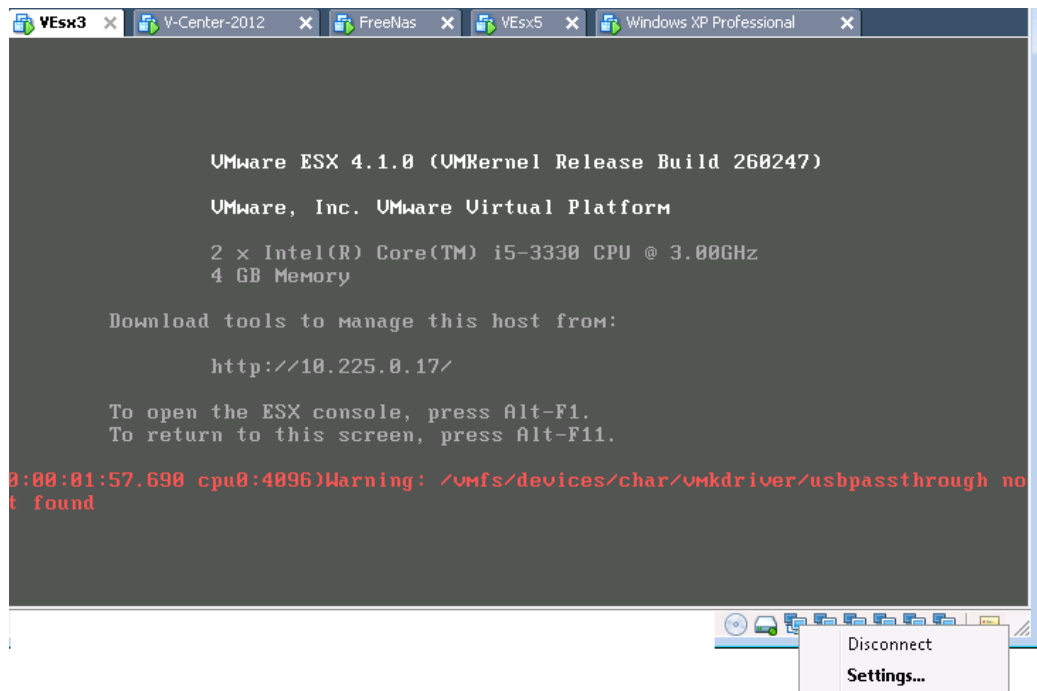 VEsx3 V-Center-2012 FreeNas VEsx5 Windows XP Professional
VMware ESX 4.1.0 (VMKernel Release Build 260247)
VMware, Inc. VMware Virtual Platform
2 x Intel(R) Core(TM) i5-3330 CPU @ 3.00GHz
4 GB Memory
Download tools to manage this host from:
http://10.225.0.17/
To open the ESX console, press Alt-F1.
To return to this screen, press Alt-F11.
0:00:01:57.690 cpu0:4096)Warning: /vmfs/devices/char/vmkdriver/usbpassthrough no
t found
Disconnect
Settings...